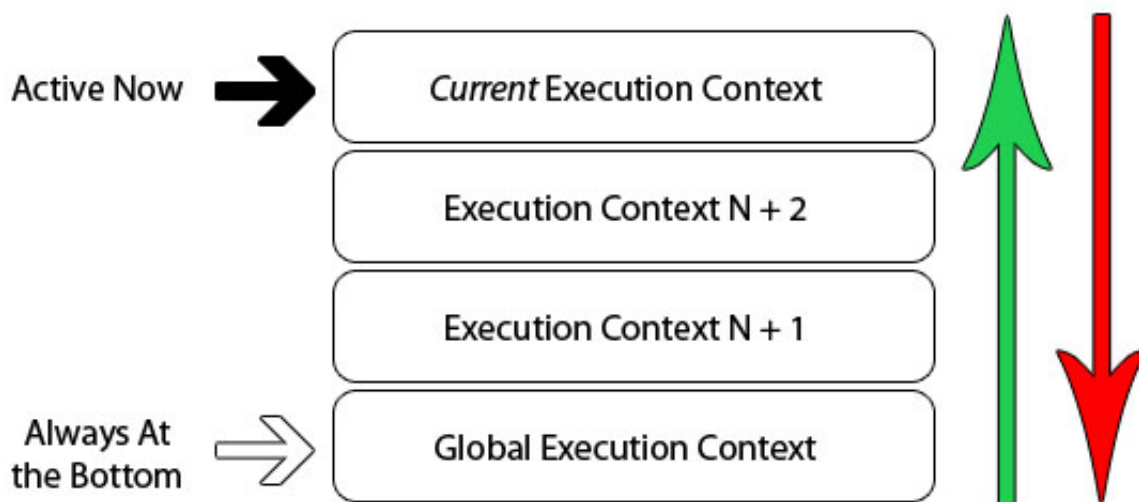 Active Now
Current Execution Context
Execution Context N + 2
Execution Context N + 1
Always At
the Bottom
Global Execution Context